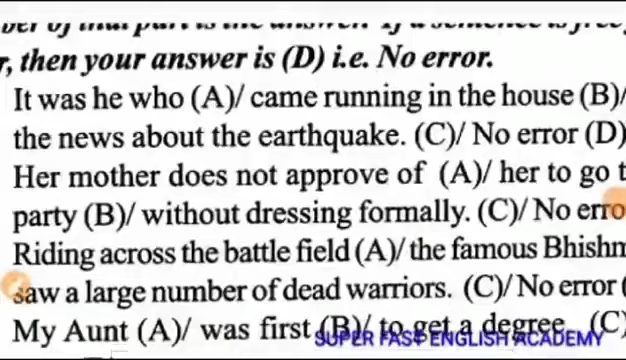 then your answer is (D) i.e. No error.
It was he who (A)/ came running in the house (B)/
the news about the earthquake. (C)/ No error (D)
Her mother does not approve of (A)/ her to go
party (B)/ without dressing formally. (C)/ No
Riding across the battle field (A)/ the famous
saw a large number of dead warriors. (C)/ No error
My Aunt (A)/ was first (B)/ to get a degree. (C)
SUPER FAST ENGLISH ACADEMY